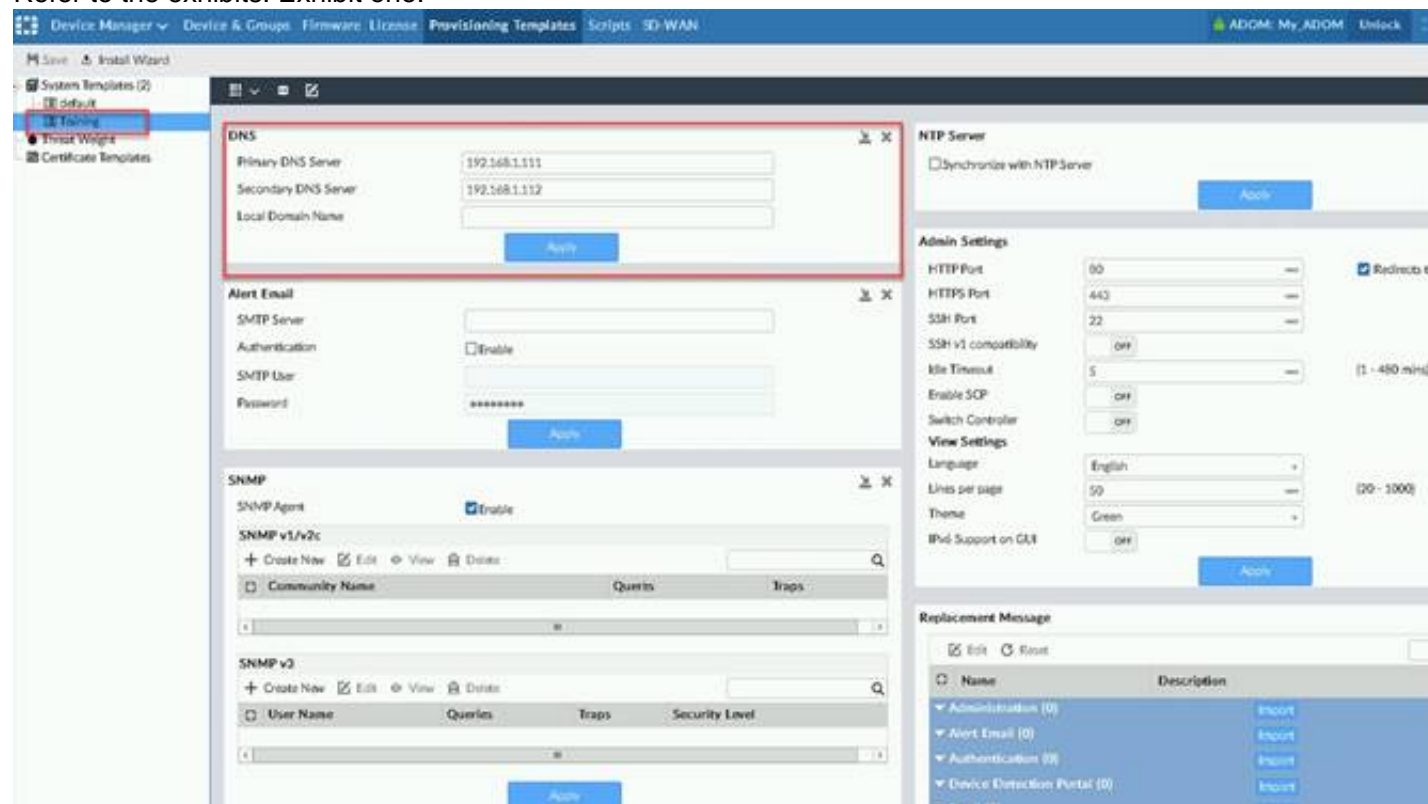 Refer to the exhibits. Exhibit one.
Device Manager Device & Groups Firmware License Provisioning Templates Scripts SD-WAN ADOM: My_ADOM Unlock
Save Install Wizard
System Templates (2)
default
Training
Threat Weight
Certificate Templates
DNS
Primary DNS Server 192.168.1.111
Secondary DNS Server 192.168.1.112
Local Domain Name
Apply
Alert Email
SMTP Server
Authentication Enable
SMTP User
Password ********
Apply
SNMP
SNMP Agent Enable
SNMP v1/v2c
+ Create New Edit View Delete
Community Name Queries Traps
SNMP v3
+ Create New Edit View Delete
User Name Queries Traps Security Level
Apply
NTP Server
Synchronize with NTP Server
Apply
Admin Settings
HTTP Port 80 Redirects t
HTTPS Port 443
SSH Port 22
SSH v1 compatibility OFF
Idle Timeout 5 (1 - 480 mins)
Enable SCP OFF
Switch Controller OFF
View Settings
Language English
Lines per page 50 (20 - 1000)
Theme Green
IPv6 Support on GUI OFF
Apply
Replacement Message
Edit Reset
Name Description
Administration (0) Import
Alert Email (0) Import
Authentication (0) Import
Device Detection Portal (0) Import